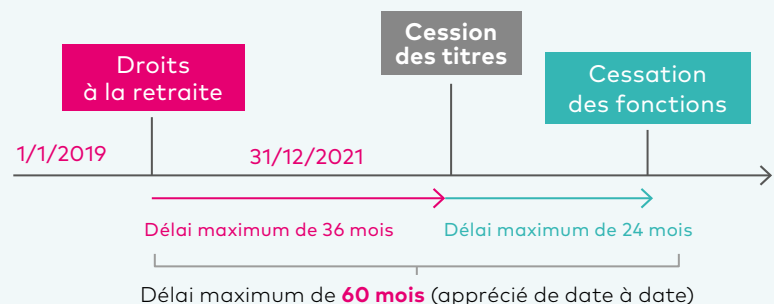 Droits
à la retraite
Cession
des titres
Cessation
des fonctions
1/1/2019
31/12/2021
Délai maximum de 36 mois
Délai maximum de 24 mois
Délai maximum de 60 mois (apprécié de date à date)